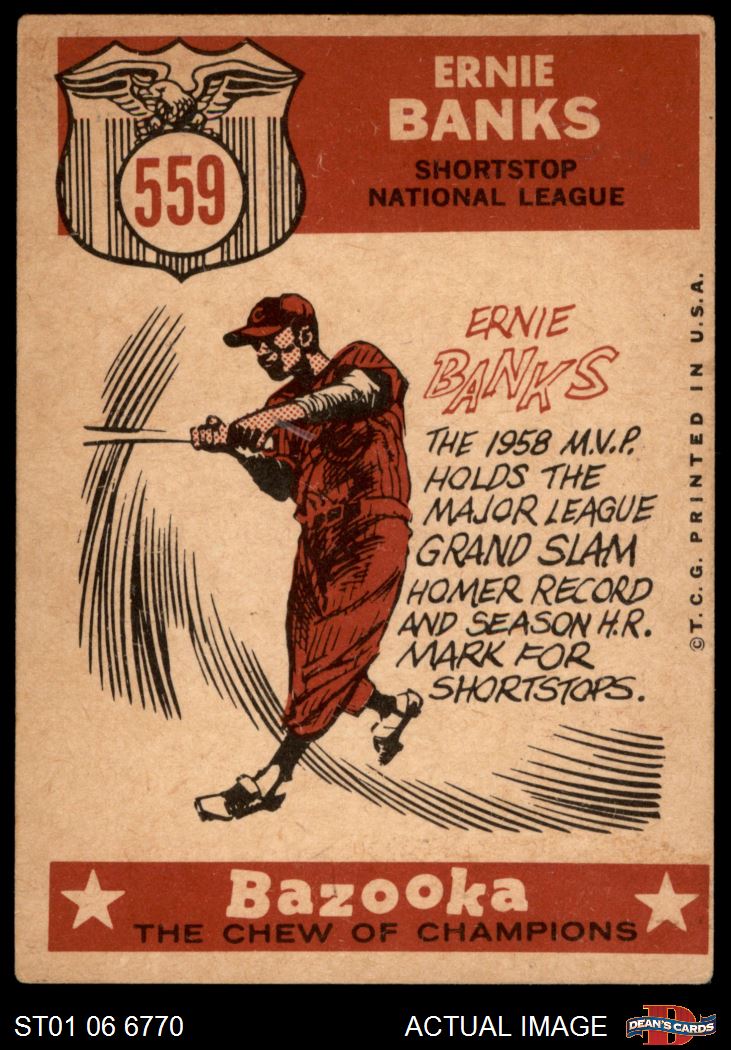 559
ERNIE
BANKS
SHORTSTOP
NATIONAL LEAGUE
C
ERNIE
BANKS
THE 1958 M.V.P.
HOLDS THE
MAJOR LEAGUE
GRAND SLAM
HOMER RECORD
AND SEASON H.R.
MARK FOR
SHORTSTOPS.
© T.C.G. PRINTED IN U.S.A.
Bazooka
THE CHEW OF CHAMPIONS
ST01 06 6770
ACTUAL IMAGE
D
DEAN'S CARDS